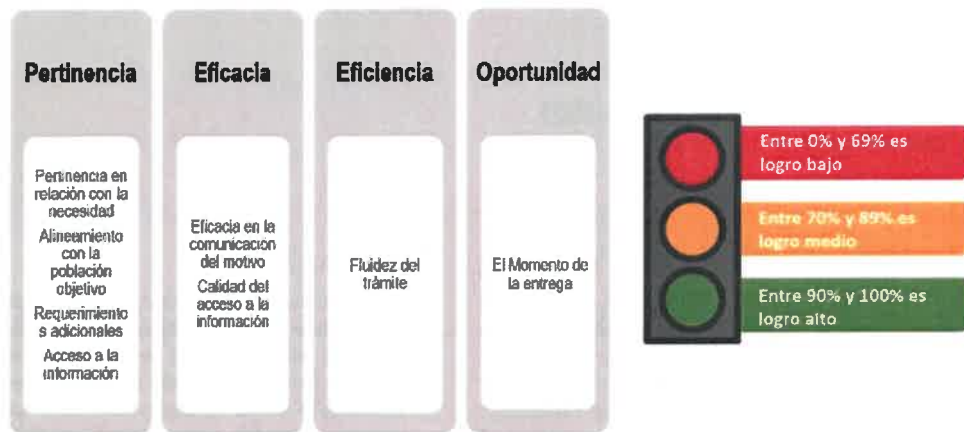 Pertinencia
Pertinencia en
relación con la
necesidad
Alineamiento
con la
población
objetivo
Requerimiento
s adicionales
Acceso a la
información
Eficacia
Eficacia en la
comunicación
del motivo
Calidad del
acceso a la
información
Eficiencia
Fluidez del
trámite
Oportunidad
El Momento de
la entrega
Entre 0% y 69% es
logro bajo
Entre 70% y 89% es
logro medio
Entre 90% y 100% es
logro alto